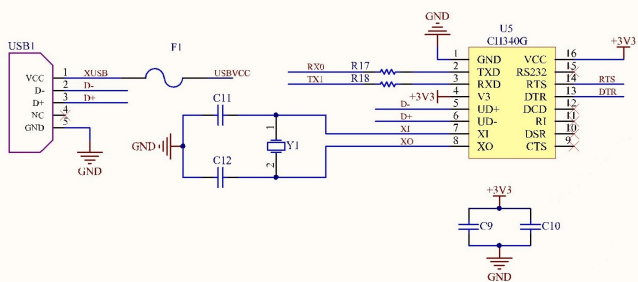 GND
U5
CH340G
USB1
F1
+3V3
VCC 1 XUSB USBVCC
D- 2 D-
D+ 3 D+
NC 4
GND 5
GND
RX0 R17
TX1 R18
+3V3
D-
D+
XI
XO
1 GND VCC 16
2 TXD RS232 15
3 RXD RTS 14 RTS
4 V3 DTR 13 DTR
5 UD+ DCD 12
6 UD- RI 11
7 XI DSR 10
8 XO CTS 9
C11
GND
1
Y1
2
C12
+3V3
C9 C10
GND